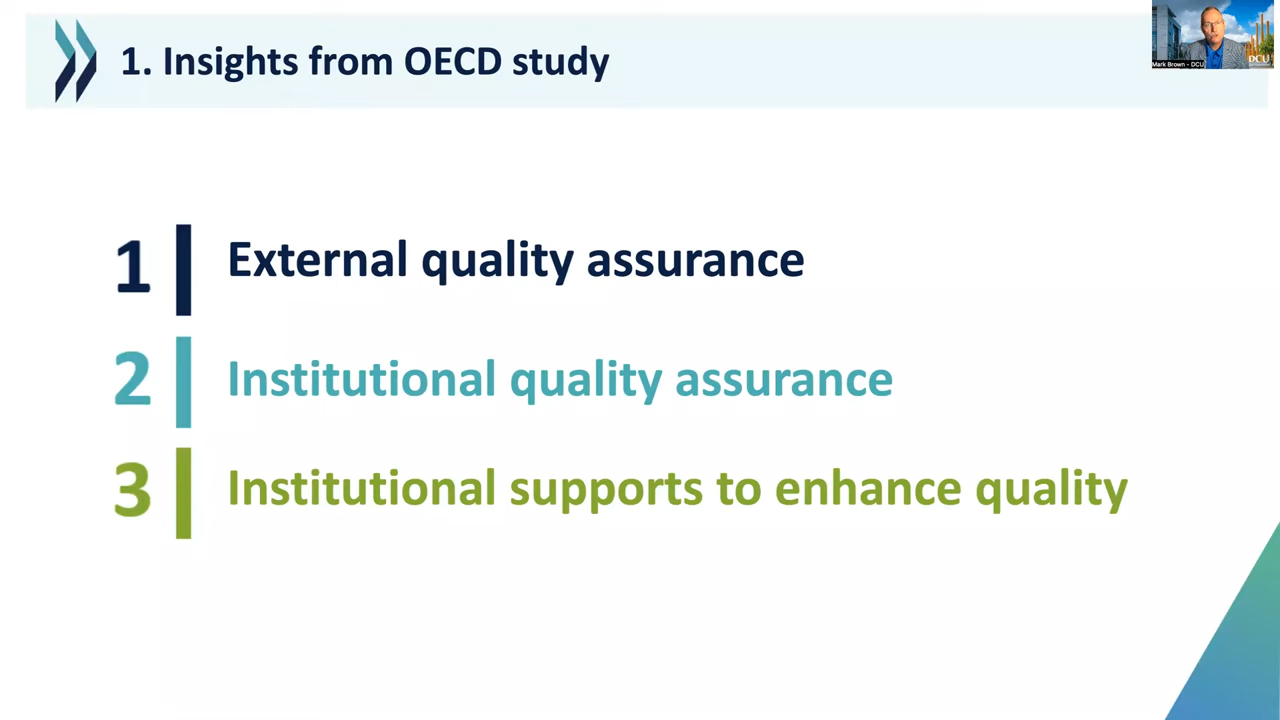 1. Insights from OECD study
Mark Brown - DCU
DCU
1
External quality assurance
2
Institutional quality assurance
3
Institutional supports to enhance quality